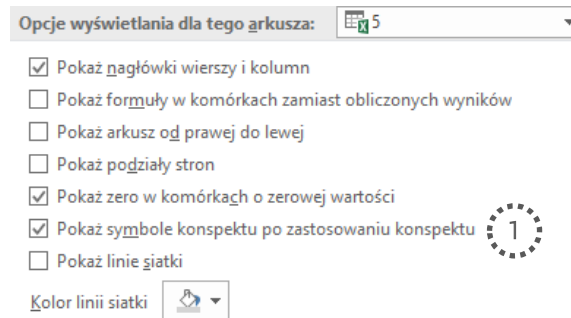 Opcje wyświetlania dla tego arkusza: 5
Pokaż nagłówki wierszy i kolumn
Pokaż formuły w komórkach zamiast obliczonych wyników
Pokaż arkusz od prawej do lewej
Pokaż podziały stron
Pokaż zero w komórkach o zerowej wartości
Pokaż symbole konspektu po zastosowaniu konspektu 1
Pokaż linie siatki
Kolor linii siatki